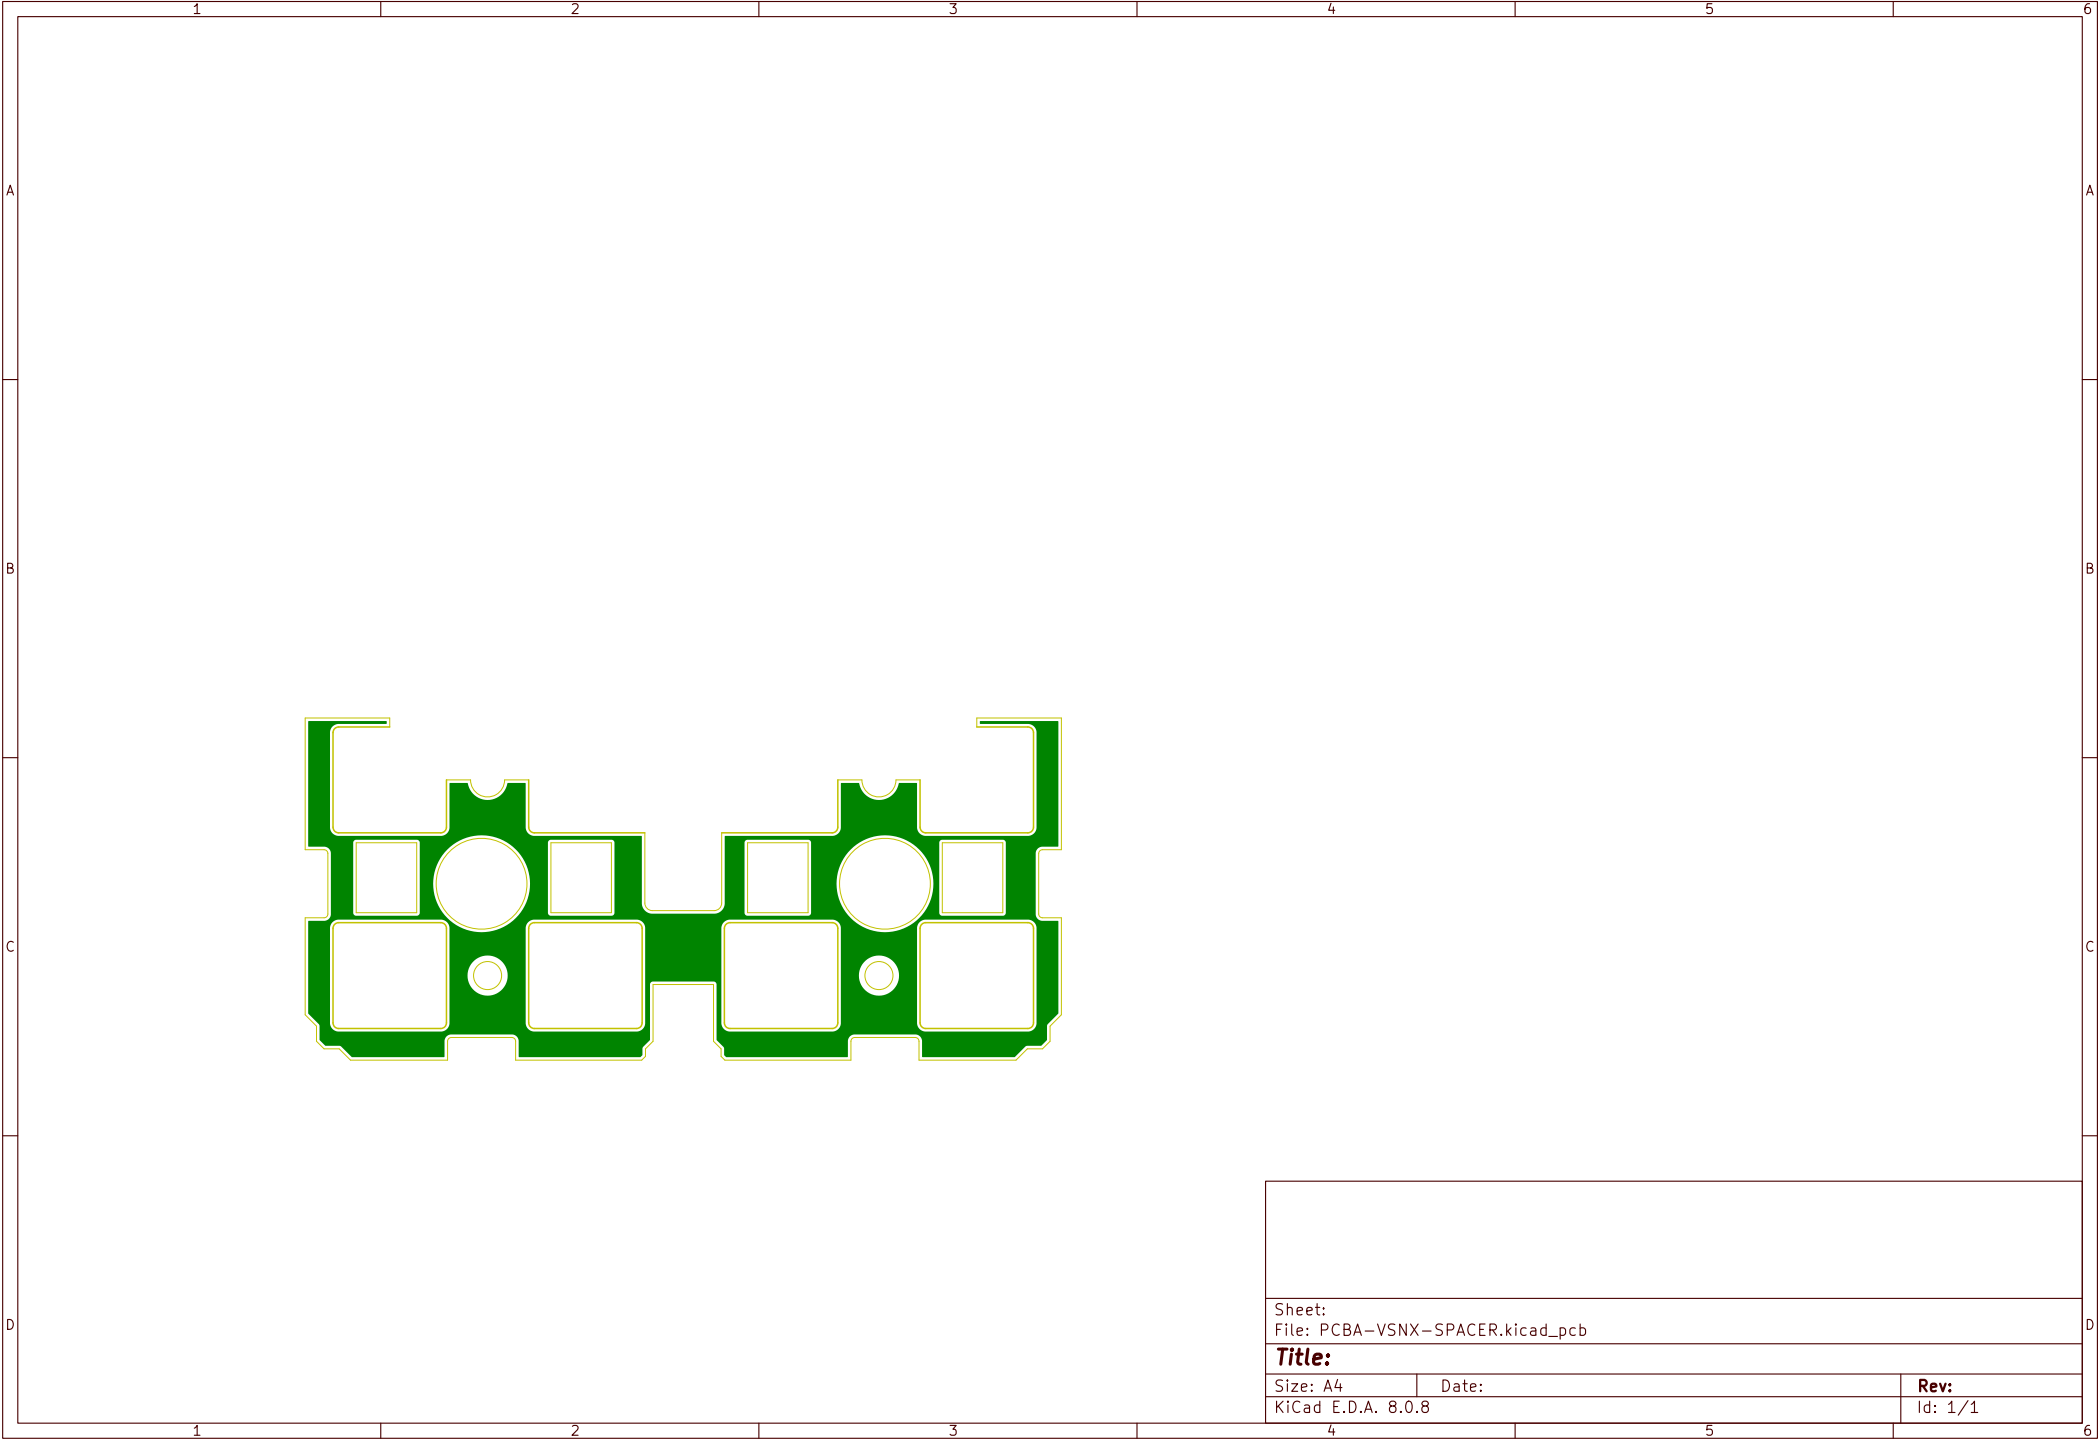 1 2 3 4 5 6
A A
B B
C C
D D
Sheet:
File: PCBA-VSNX-SPACER.kicad_pcb
Title:
Size: A4 Date: Rev:
KiCad E.D.A. 8.0.8 Id: 1/1
1 2 3 4 5 6